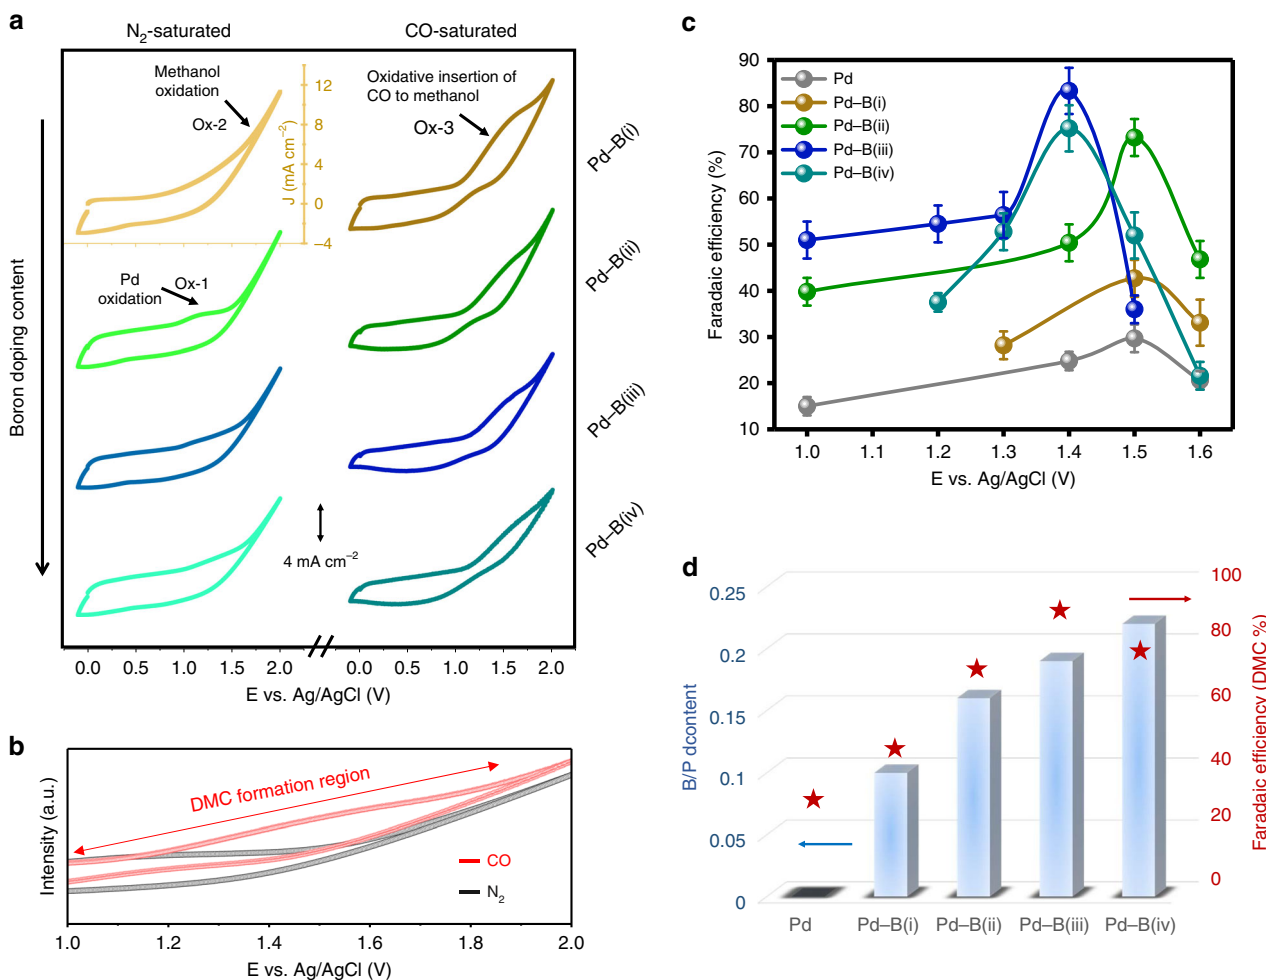 a
N2-saturated
CO-saturated
Methanol
oxidation
Ox-2
12
8
4
0
−4
J (mA cm−2)
Oxidative insertion of
CO to methanol
Ox-3
Pd–B(i)
Pd
oxidation
Ox-1
Pd–B(ii)
Pd–B(iii)
Pd–B(iv)
4 mA cm−2
Boron doping content
0.0 0.5 1.0 1.5 2.0 0.0 0.5 1.0 1.5 2.0
E vs. Ag/AgCl (V)
E vs. Ag/AgCl (V)
b
Intensity (a.u.)
DMC formation region
CO
N2
1.0 1.2 1.4 1.6 1.8 2.0
E vs. Ag/AgCl (V)
c
Faradaic efficiency (%)
90
80
70
60
50
40
30
20
10
Pd
Pd–B(i)
Pd–B(ii)
Pd–B(iii)
Pd–B(iv)
1.0 1.1 1.2 1.3 1.4 1.5 1.6
E vs. Ag/AgCl (V)
d
B/P dcontent
0.25
0.2
0.15
0.1
0.05
0
100
80
60
40
20
0
Faradaic efficiency (DMC %)
Pd Pd–B(i) Pd–B(ii) Pd–B(iii) Pd–B(iv)